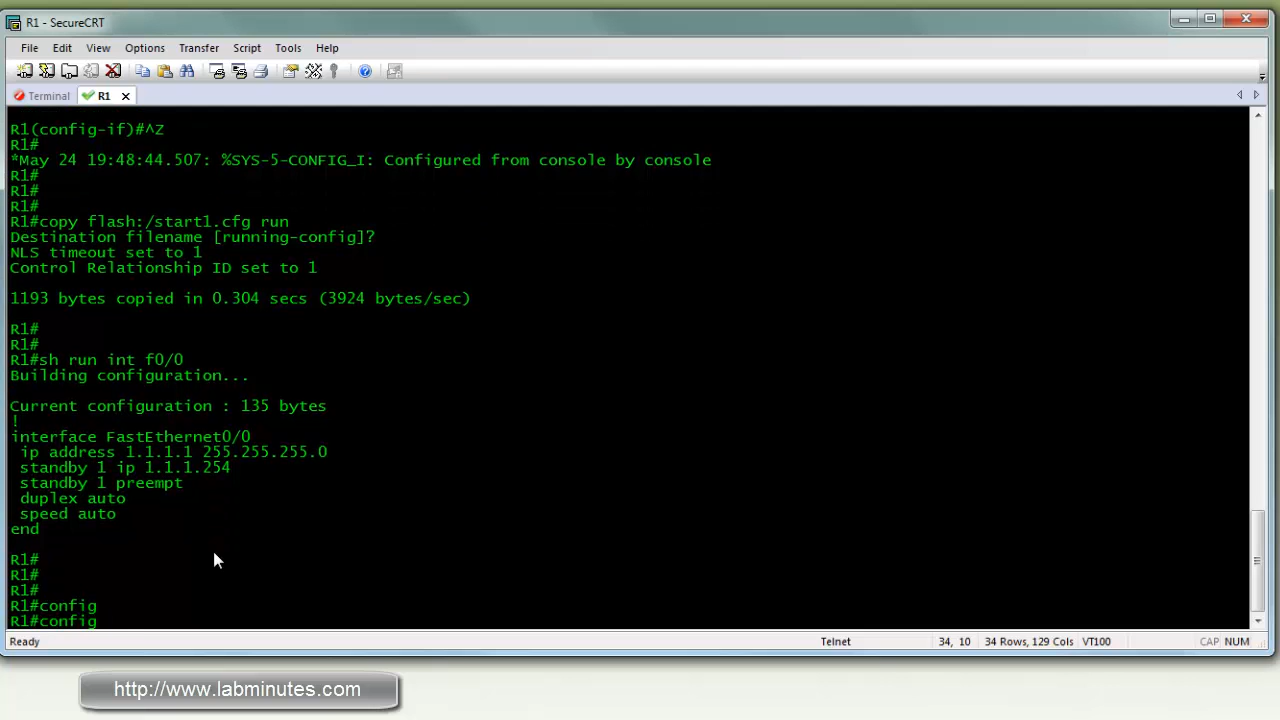 R1 - SecureCRT
File Edit View Options Transfer Script Tools Help
Terminal R1
R1(config-if)#^Z
R1#
*May 24 19:48:44.507: %SYS-5-CONFIG_I: Configured from console by console
R1#
R1#
R1#
R1#copy flash:/start1.cfg run
Destination filename [running-config]?
NLS timeout set to 1
Control Relationship ID set to 1
1193 bytes copied in 0.304 secs (3924 bytes/sec)
R1#
R1#
R1#sh run int f0/0
Building configuration...
Current configuration : 135 bytes
!
interface FastEthernet0/0
ip address 1.1.1.1 255.255.255.0
standby 1 ip 1.1.1.254
standby 1 preempt
duplex auto
speed auto
end
R1#
R1#
R1#
R1#config
R1#config
Ready Telnet 34, 10 34 Rows, 129 Cols VT100 CAP NUM
http://www.labminutes.com